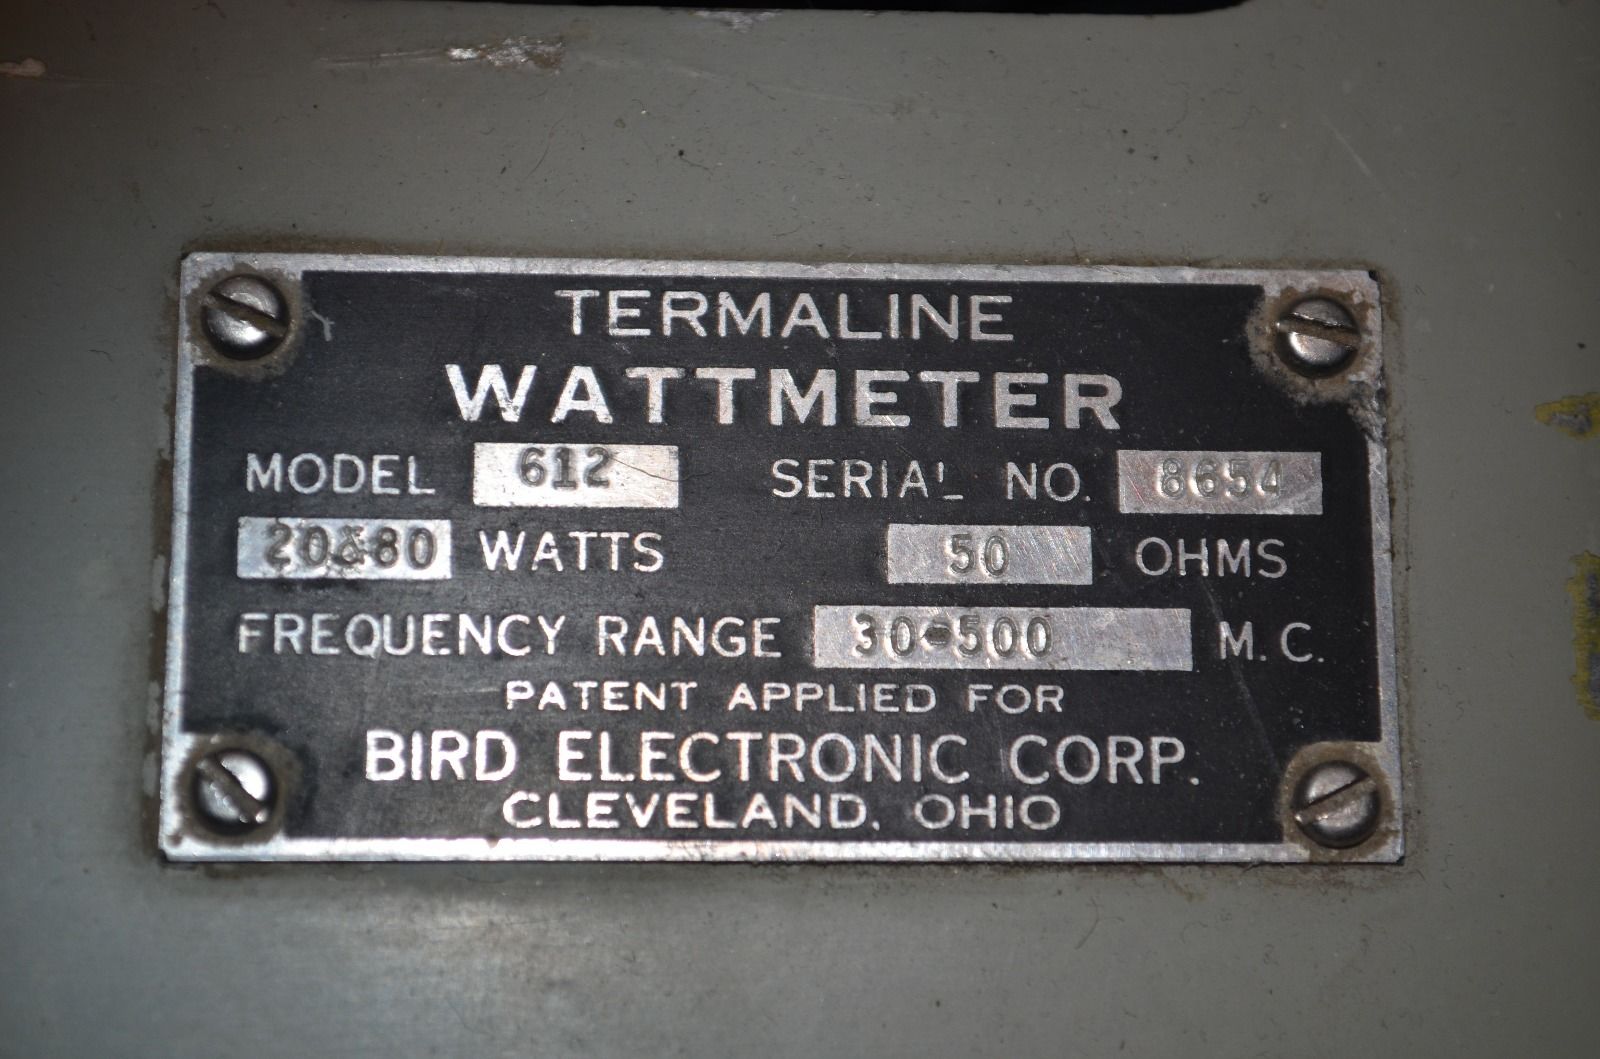 TERMALINE
WATTMETER
MODEL 612 SERIAL NO. 8654
20&80 WATTS 50 OHMS
FREQUENCY RANGE 30-500 M.C.
PATENT APPLIED FOR
BIRD ELECTRONIC CORP.
CLEVELAND, OHIO